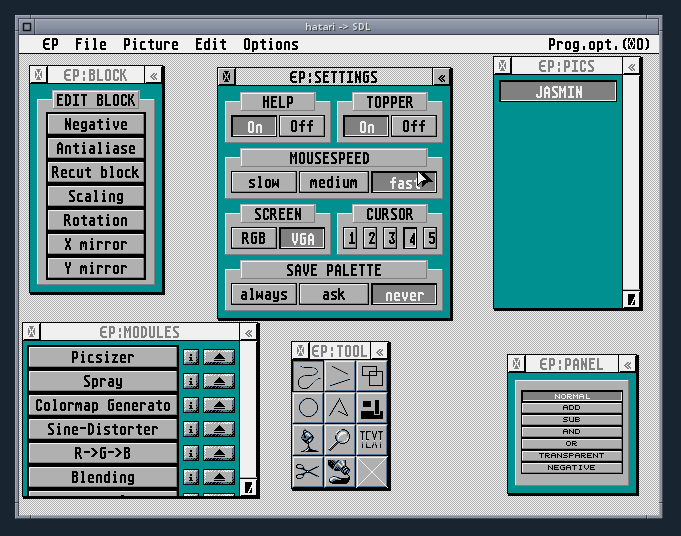 hatari -> SDL
EP File Picture Edit Options Prog.opt.(⌧O)
EP:BLOCK
EDIT BLOCK
Negative
Antialiase
Recut block
Scaling
Rotation
X mirror
Y mirror
EP:SETTINGS
HELP
On Off
TOPPER
On Off
MOUSESPEED
slow medium fast
SCREEN
RGB VGA
CURSOR
1 2 3 4 5
SAVE PALETTE
always ask never
EP:PICS
JASMIN
EP:MODULES
Picsizer
Spray
Colormap Generato
Sine-Distorter
R->G->B
Blending
EP:TOOL
TEXT
TEXT
EP:PANEL
NORMAL
ADD
SUB
AND
OR
TRANSPARENT
NEGATIVE